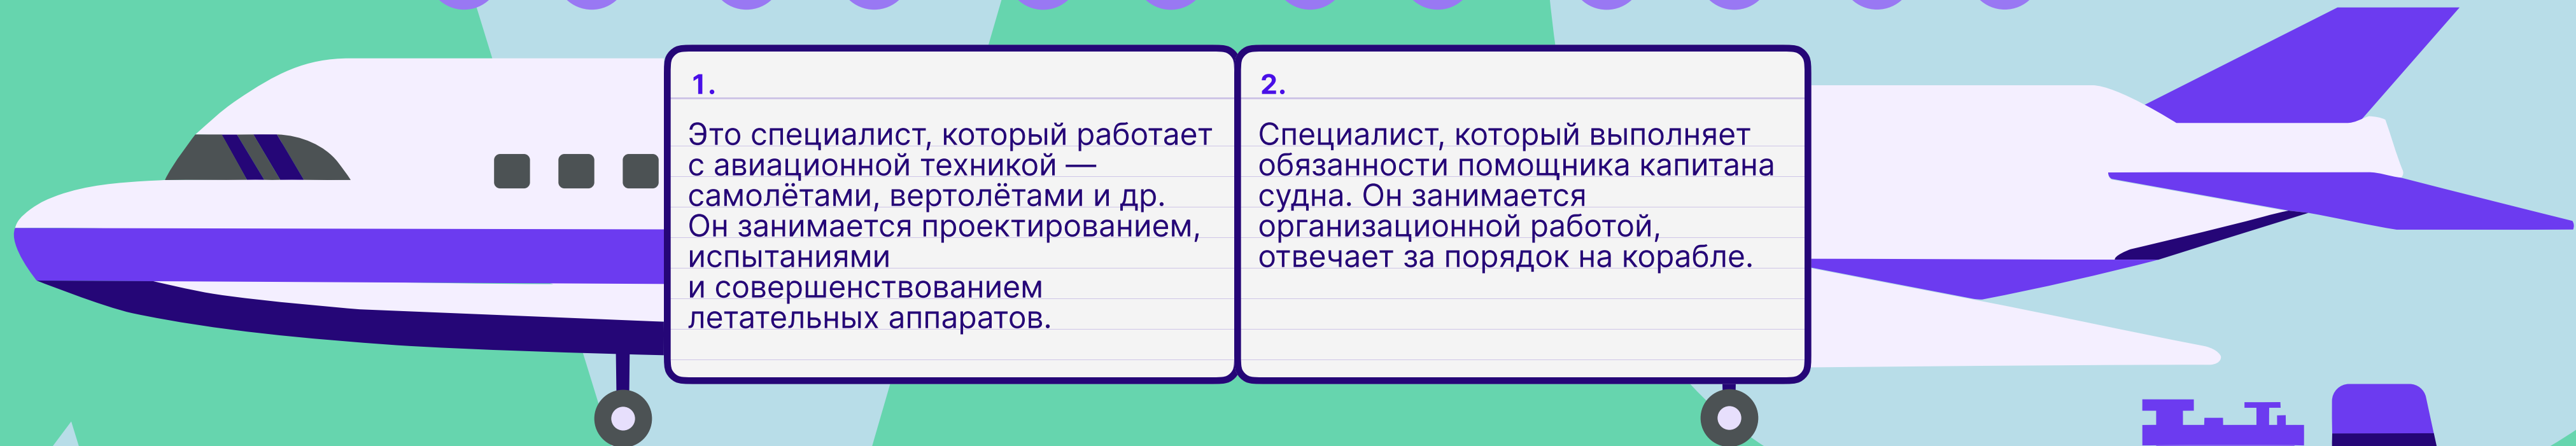 1.
Это специалист, который работает
с авиационной техникой —
самолётами, вертолётами и др.
Он занимается проектированием,
испытаниями
и совершенствованием
летательных аппаратов.
2.
Специалист, который выполняет
обязанности помощника капитана
судна. Он занимается
организационной работой,
отвечает за порядок на корабле.